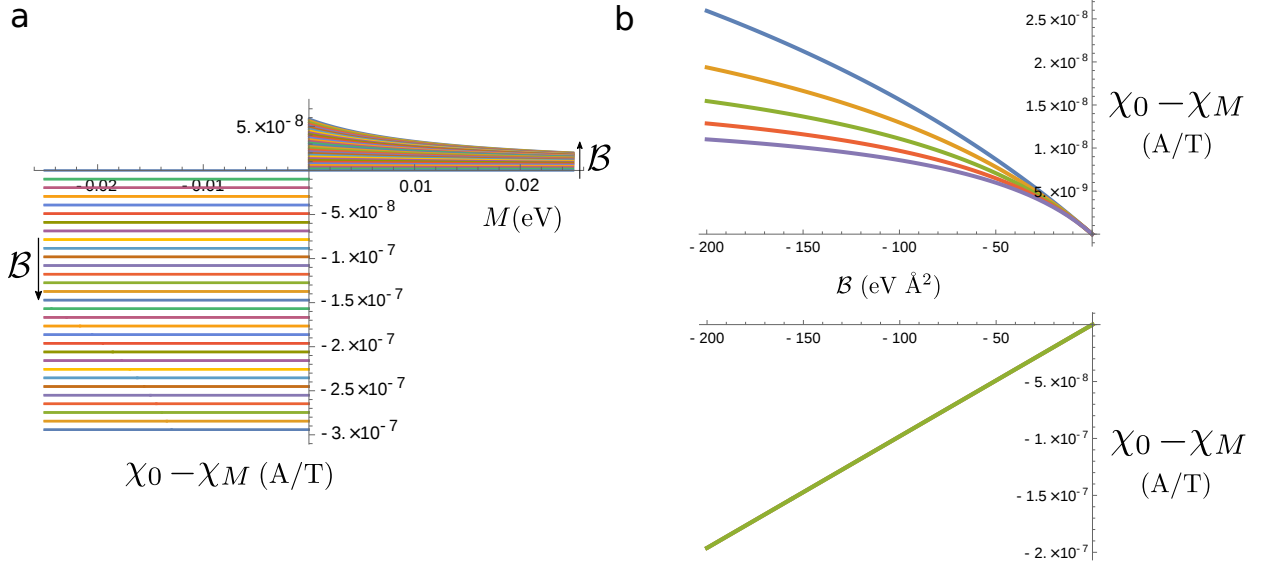 a
5.×10⁻⁸
ℬ
- 0.02
- 0.01
0.01
0.02
M(eV)
- 5.×10⁻⁸
- 1.×10⁻⁷
- 1.5×10⁻⁷
- 2.×10⁻⁷
- 2.5×10⁻⁷
- 3.×10⁻⁷
ℬ
χ₀ − χ_M (A/T)
b
2.5×10⁻⁸
2.×10⁻⁸
1.5×10⁻⁸
1.×10⁻⁸
5.×10⁻⁹
χ₀ − χ_M
(A/T)
- 200
- 150
- 100
- 50
ℬ (eV Å²)
- 200
- 150
- 100
- 50
- 5.×10⁻⁸
- 1.×10⁻⁷
- 1.5×10⁻⁷
- 2.×10⁻⁷
χ₀ − χ_M
(A/T)